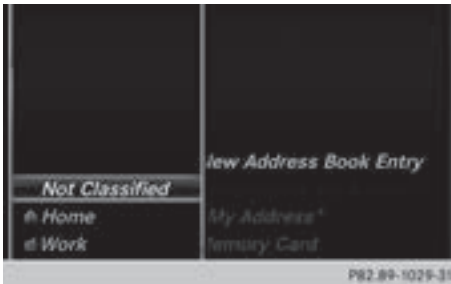 lew Address Book Entry
Not Classified
Home
"My Address"
Work
emory Card
P82.89-1029-31